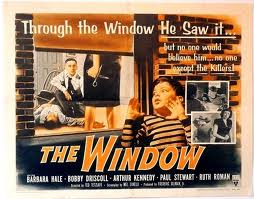 Through the Window He Saw it...
but no one would
believe him... no one
except the Killers!
THE WINDOW
BARBARA HALE · BOBBY DRISCOLL · ARTHUR KENNEDY · PAUL STEWART · RUTH ROMAN